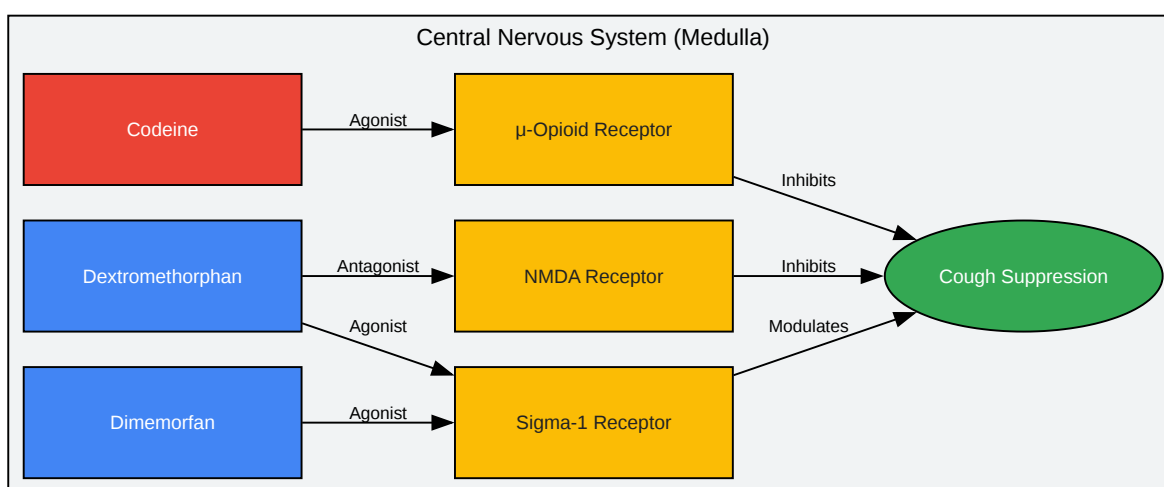 Central Nervous System (Medulla)
Codeine
Agonist
μ-Opioid Receptor
Inhibits
Dextromethorphan
Antagonist
NMDA Receptor
Inhibits
Cough Suppression
Agonist
Modulates
Dimemorfan
Agonist
Sigma-1 Receptor